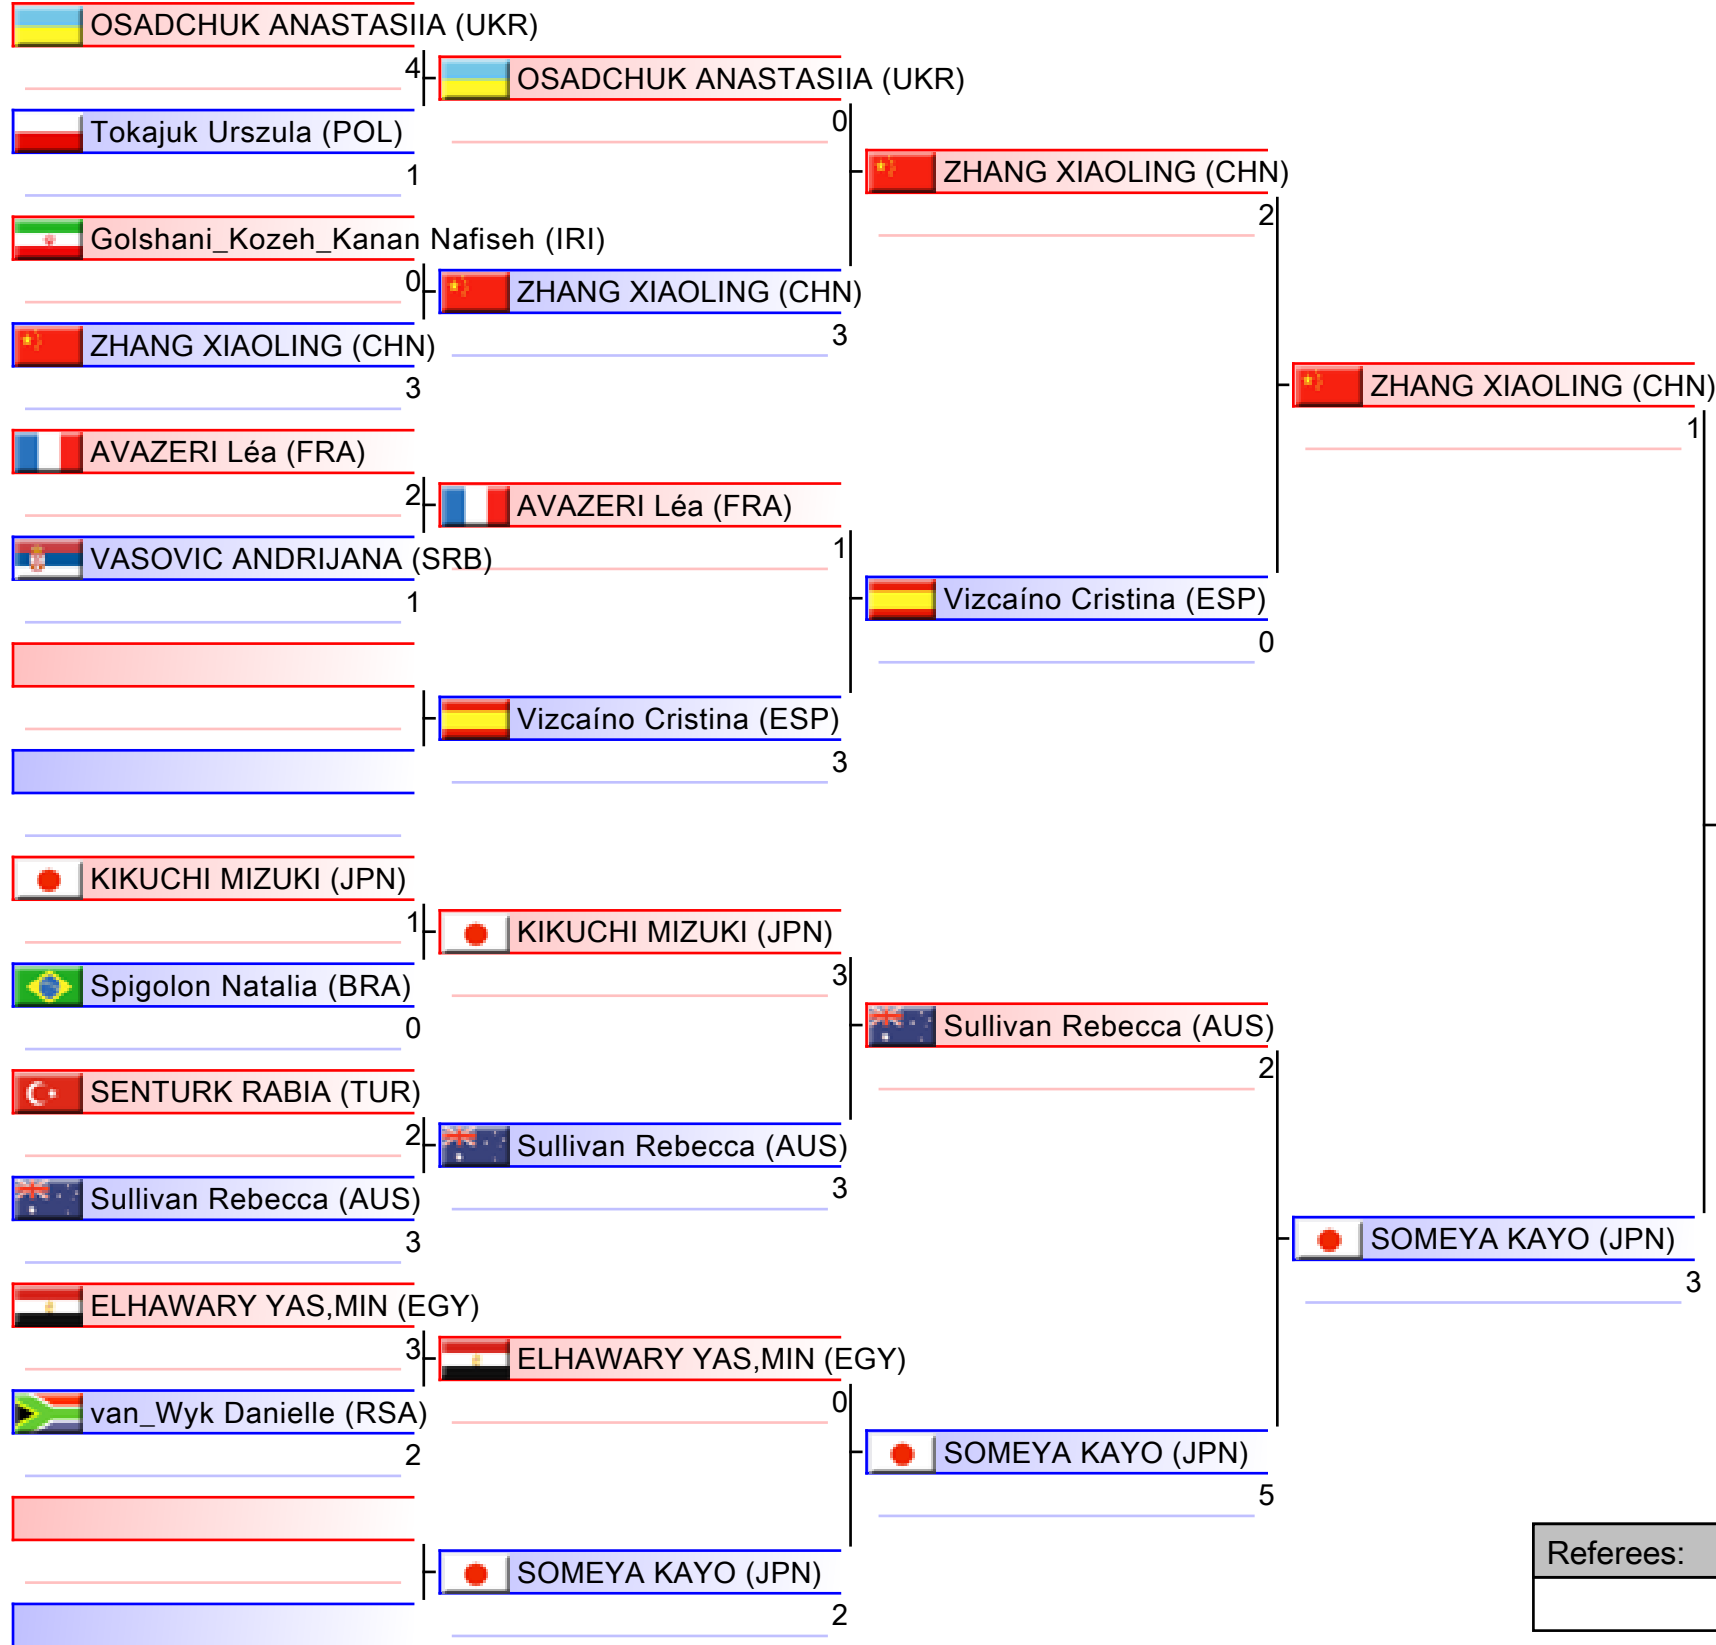 OSADCHUK ANASTASIIA (UKR)
4
Tokajuk Urszula (POL)
1
Golshani_Kozeh_Kanan Nafiseh (IRI)
0
ZHANG XIAOLING (CHN)
3
AVAZERI Léa (FRA)
2
VASOVIC ANDRIJANA (SRB)
1
KIKUCHI MIZUKI (JPN)
1
Spigolon Natalia (BRA)
0
SENTURK RABIA (TUR)
2
Sullivan Rebecca (AUS)
3
ELHAWARY YAS,MIN (EGY)
3
van_Wyk Danielle (RSA)
2
OSADCHUK ANASTASIIA (UKR)
0
ZHANG XIAOLING (CHN)
3
AVAZERI Léa (FRA)
1
Vizcaíno Cristina (ESP)
3
KIKUCHI MIZUKI (JPN)
3
Sullivan Rebecca (AUS)
3
ELHAWARY YAS,MIN (EGY)
0
SOMEYA KAYO (JPN)
2
ZHANG XIAOLING (CHN)
2
Vizcaíno Cristina (ESP)
0
Sullivan Rebecca (AUS)
2
SOMEYA KAYO (JPN)
5
ZHANG XIAOLING (CHN)
1
SOMEYA KAYO (JPN)
3
Referees: